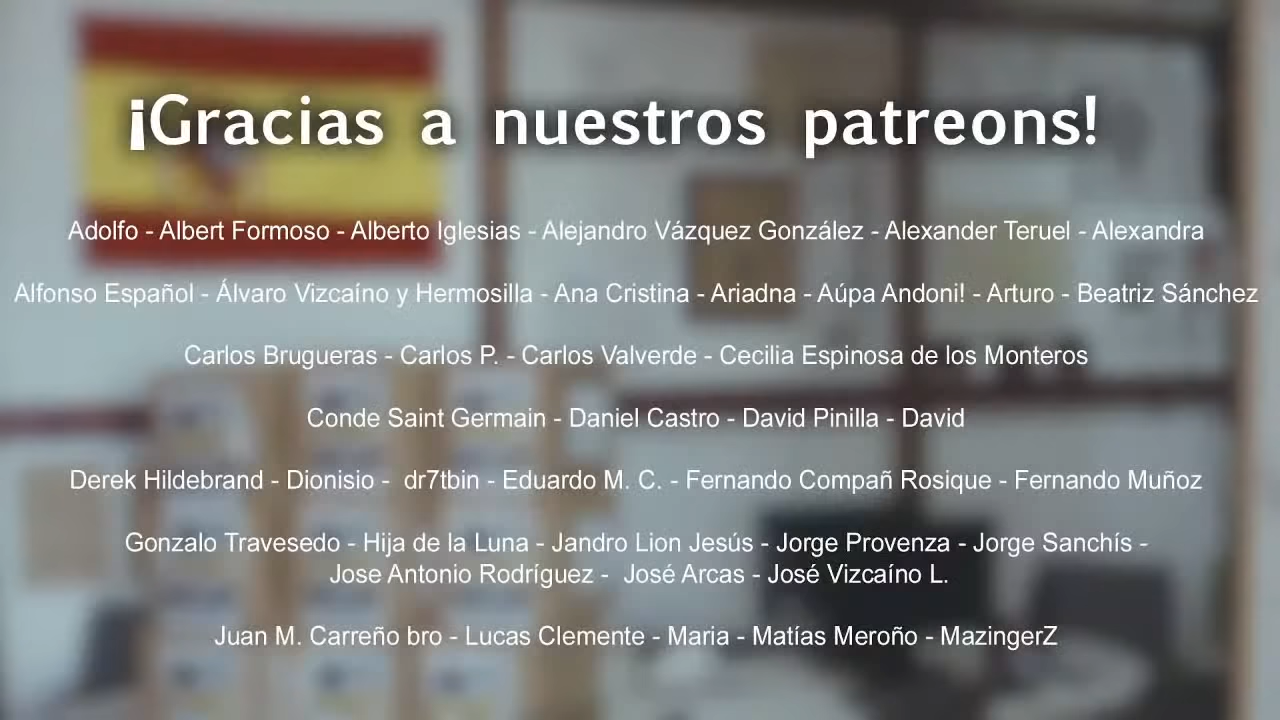 ¡Gracias a nuestros patreons!
Adolfo - Albert Formoso - Alberto Iglesias - Alejandro Vázquez González - Alexander Teruel - Alexandra
Alfonso Español - Álvaro Vizcaíno y Hermosilla - Ana Cristina - Ariadna - Aúpa Andoni! - Arturo - Beatriz Sánchez
Carlos Brugueras - Carlos P. - Carlos Valverde - Cecilia Espinosa de los Monteros
Conde Saint Germain - Daniel Castro - David Pinilla - David
Derek Hildebrand - Dionisio - dr7tbin - Eduardo M. C. - Fernando Compañ Rosique - Fernando Muñoz
Gonzalo Travesedo - Hija de la Luna - Jandro Lion Jesús - Jorge Provenza - Jorge Sanchís -
Jose Antonio Rodríguez - José Arcas - José Vizcaíno L.
Juan M. Carreño bro - Lucas Clemente - Maria - Matías Meroño - MazingerZ